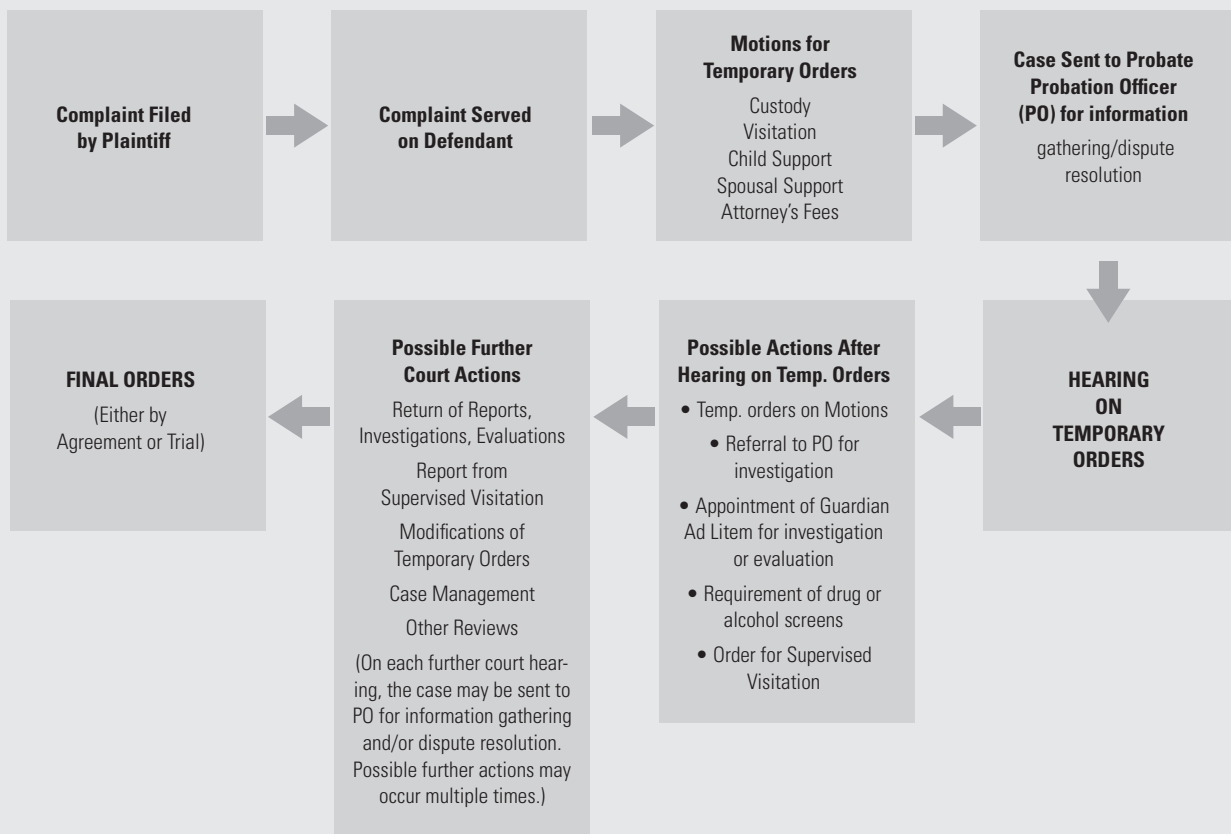 Complaint Filed
by Plaintiff
Complaint Served
on Defendant
Motions for
Temporary Orders
Custody
Visitation
Child Support
Spousal Support
Attorney's Fees
Case Sent to Probate
Probation Officer
(PO) for information
gathering/dispute
resolution
HEARING
ON
TEMPORARY
ORDERS
Possible Actions After
Hearing on Temp. Orders
• Temp. orders on Motions
• Referral to PO for
investigation
• Appointment of Guardian
Ad Litem for investigation
or evaluation
• Requirement of drug or
alcohol screens
• Order for Supervised
Visitation
Possible Further
Court Actions
Return of Reports,
Investigations, Evaluations
Report from
Supervised Visitation
Modifications of
Temporary Orders
Case Management
Other Reviews
(On each further court hear-
ing, the case may be sent to
PO for information gathering
and/or dispute resolution.
Possible further actions may
occur multiple times.)
FINAL ORDERS
(Either by
Agreement or Trial)